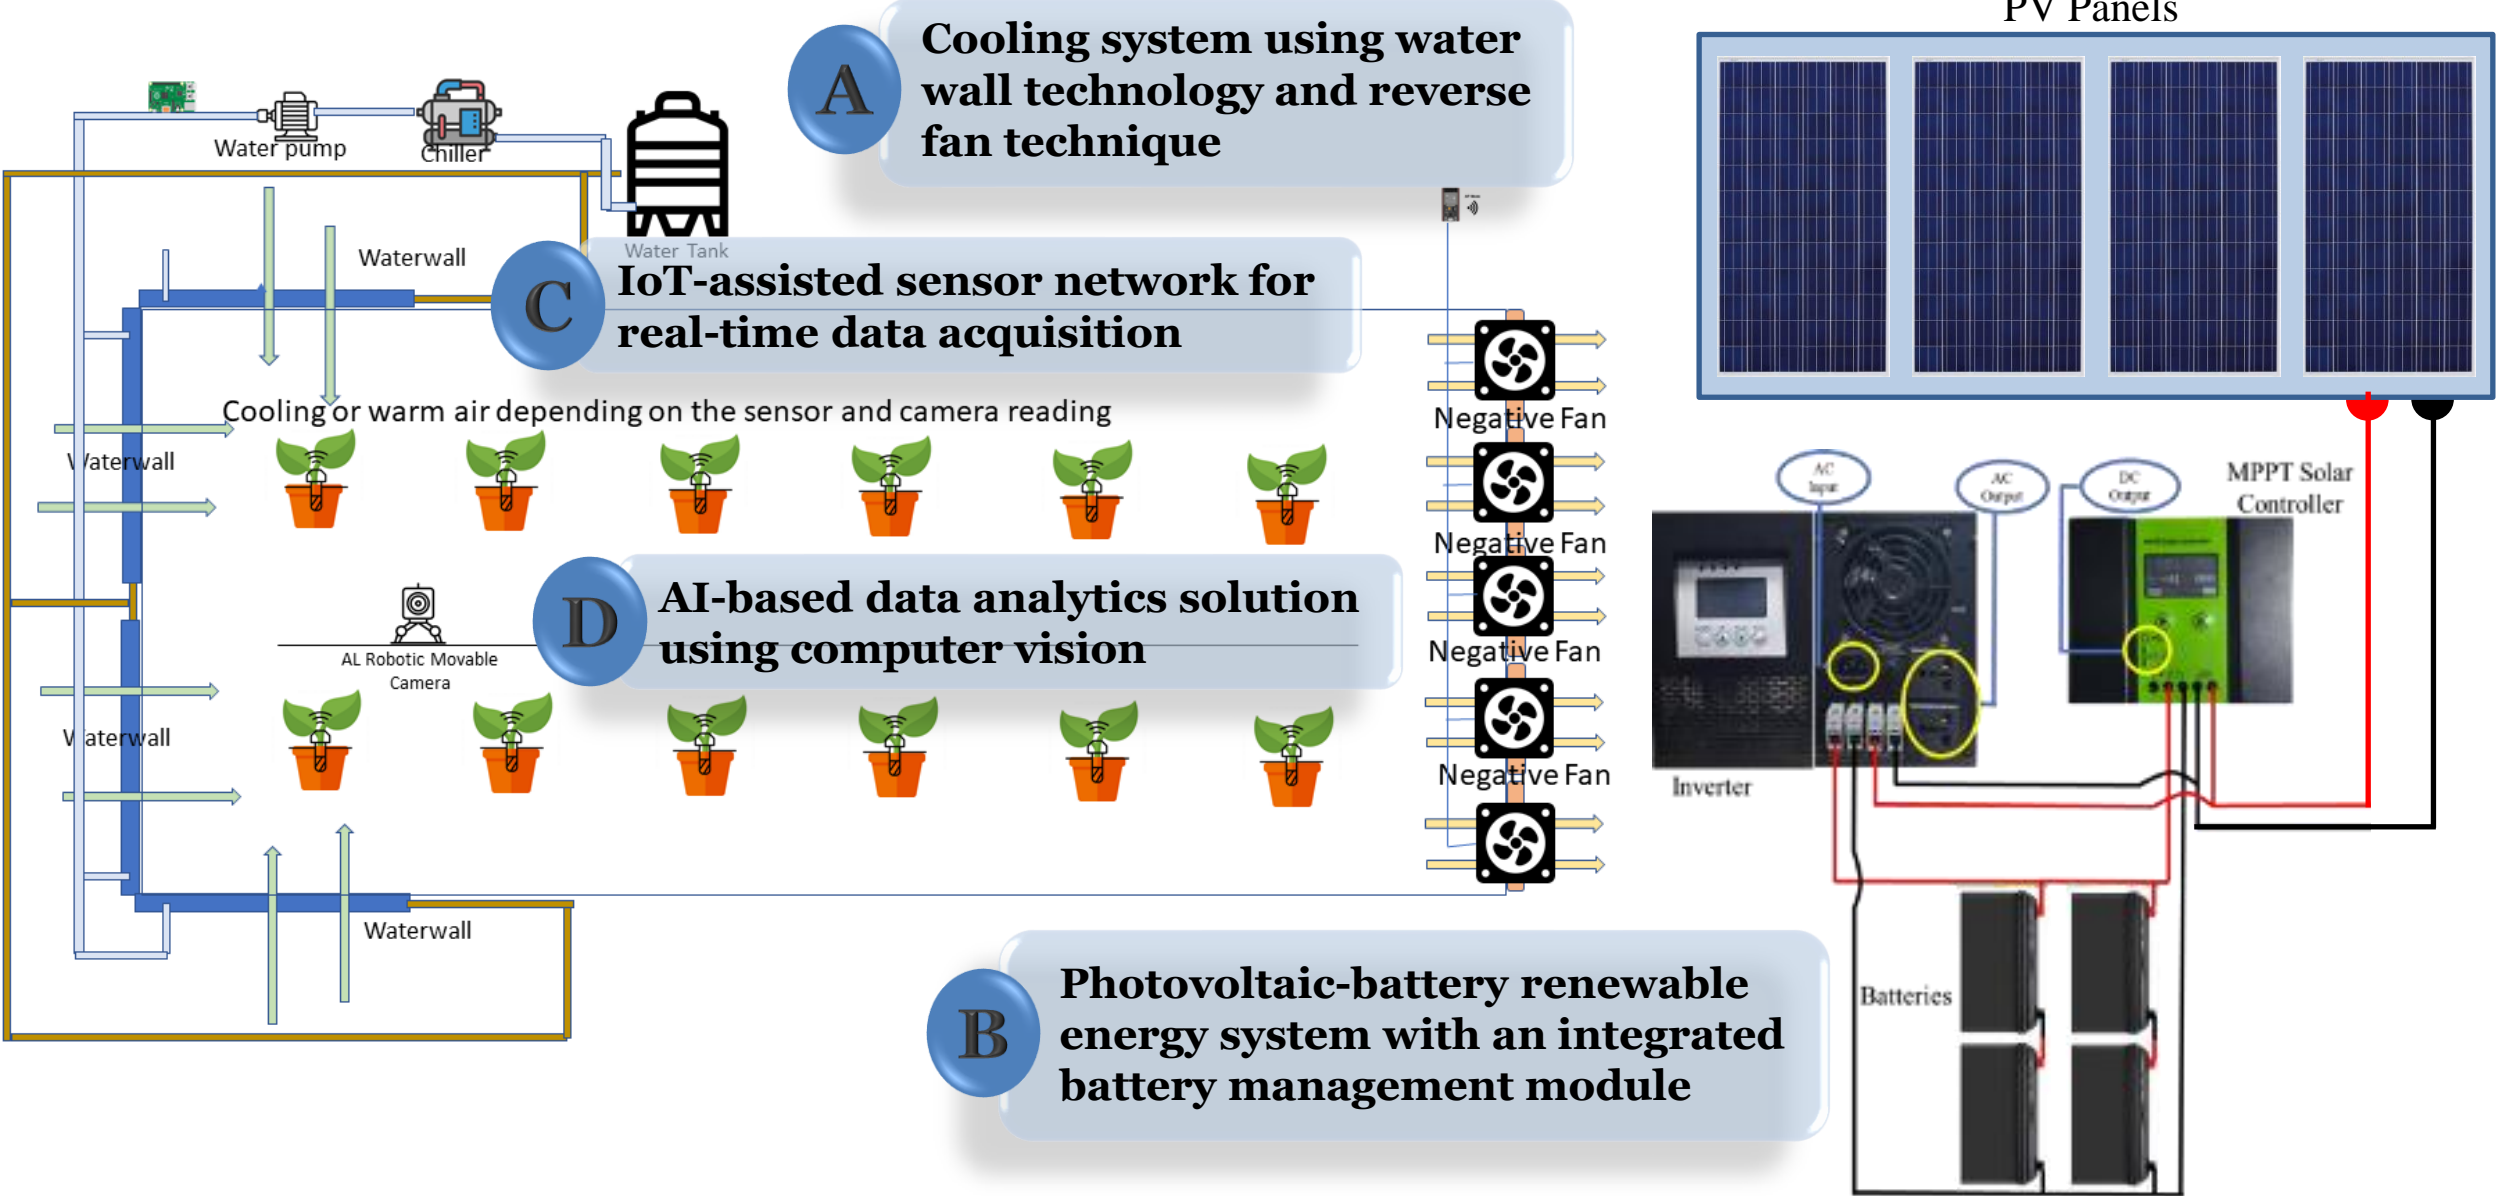 PV Panels
A
Cooling system using water
wall technology and reverse
fan technique
Water pump
Chiller
Water Tank
Waterwall
C
IoT-assisted sensor network for
real-time data acquisition
Cooling or warm air depending on the sensor and camera reading
Negative Fan
Waterwall
AC
Input
AC
Output
DC
Output
MPPT Solar
Controller
Negative Fan
D
AI-based data analytics solution
using computer vision
AL Robotic Movable
Camera
Negative Fan
Waterwall
Negative Fan
Inverter
Waterwall
B
Photovoltaic-battery renewable
energy system with an integrated
battery management module
Batteries